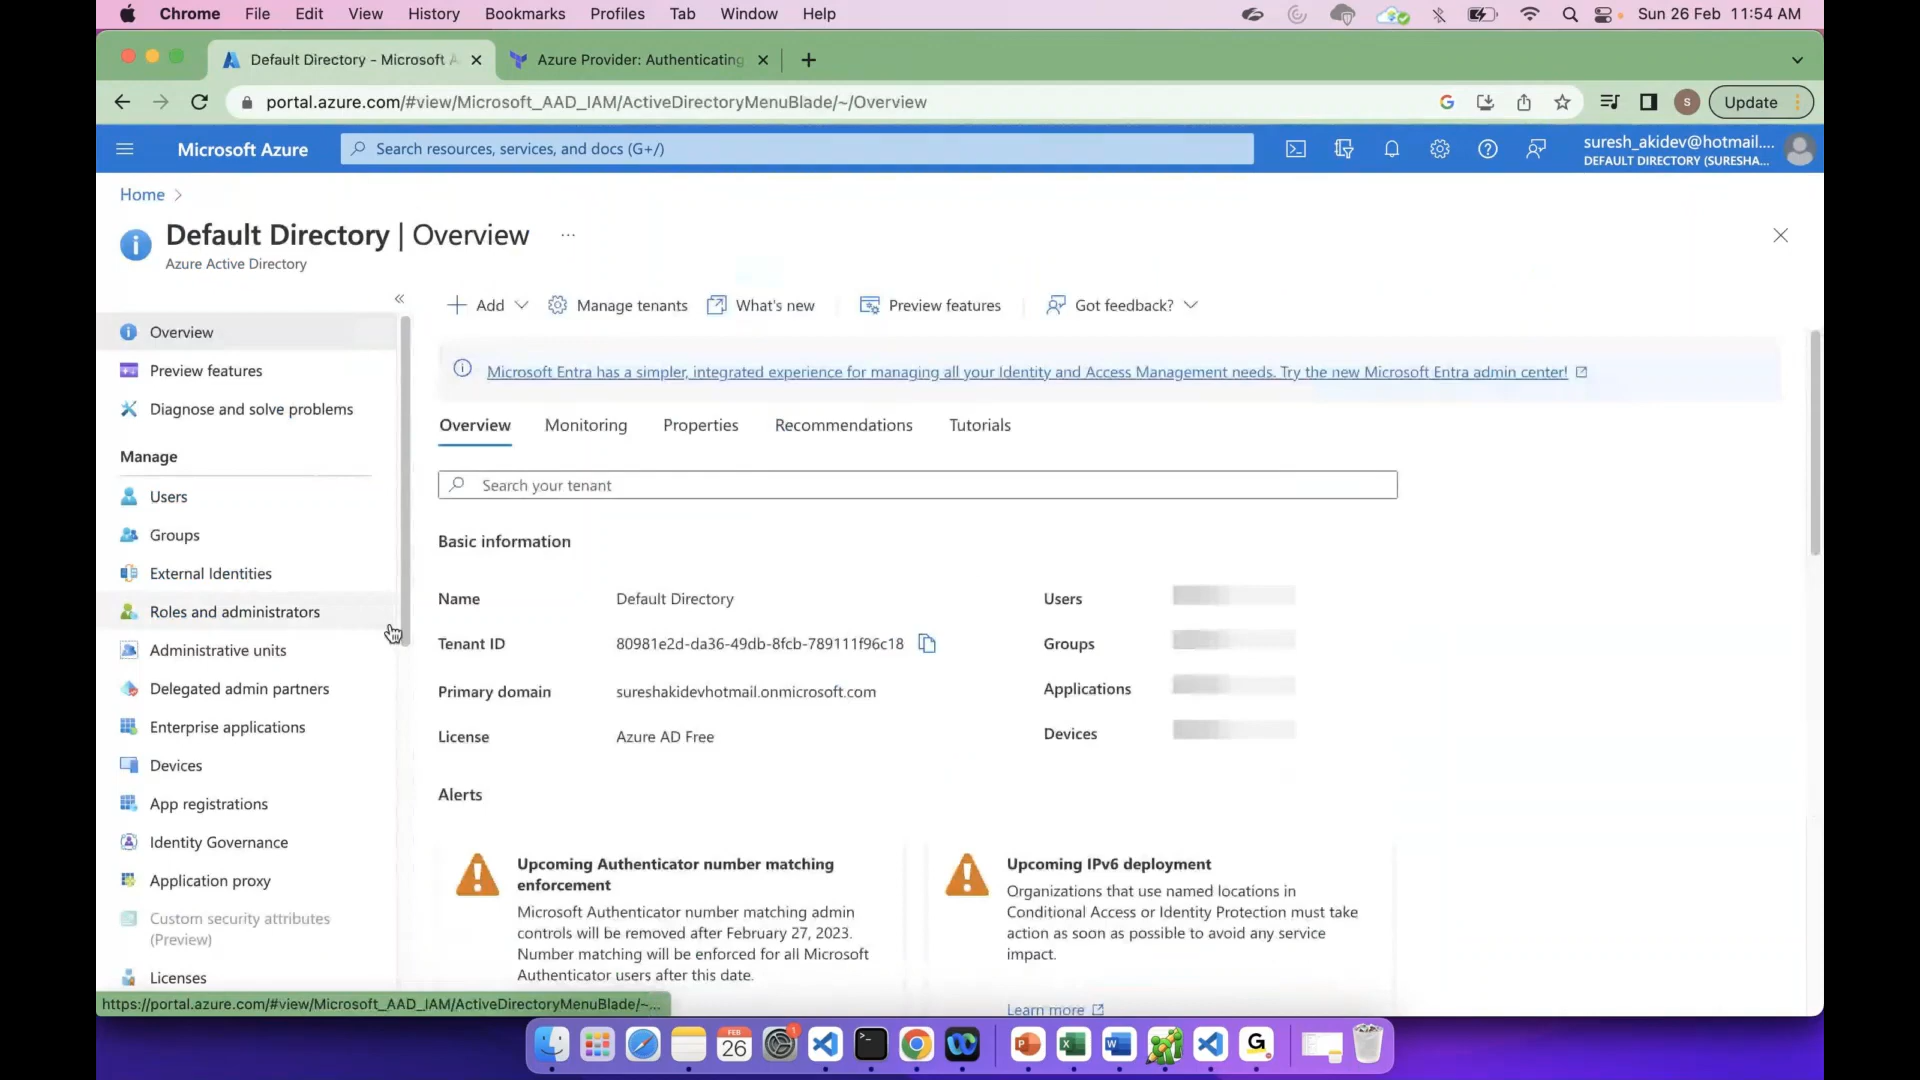 Chrome File Edit View History Bookmarks Profiles Tab Window Help Sun 26 Feb 11:54 AM
Default Directory - Microsoft A Azure Provider: Authenticating
portal.azure.com/#view/Microsoft_AAD_IAM/ActiveDirectoryMenuBlade/~/Overview G S Update
Microsoft Azure Search resources, services, and docs (G+/) suresh_akidev@hotmail....
DEFAULT DIRECTORY (SURESHA...
Home >
Default Directory | Overview ...
Azure Active Directory
«
Add Manage tenants What's new Preview features Got feedback?
Overview
Preview features
Diagnose and solve problems
Manage
Users
Groups
External Identities
Roles and administrators
Administrative units
Delegated admin partners
Enterprise applications
Devices
App registrations
Identity Governance
Application proxy
Custom security attributes
(Preview)
Licenses
Microsoft Entra has a simpler, integrated experience for managing all your Identity and Access Management needs. Try the new Microsoft Entra admin center!
Overview Monitoring Properties Recommendations Tutorials
Search your tenant
Basic information
Name Default Directory Users
Tenant ID 80981e2d-da36-49db-8fcb-789111f96c18 Groups
Primary domain sureshakidevhotmail.onmicrosoft.com Applications
License Azure AD Free Devices
Alerts
Upcoming Authenticator number matching
enforcement
Microsoft Authenticator number matching admin
controls will be removed after February 27, 2023.
Number matching will be enforced for all Microsoft
Authenticator users after this date.
Upcoming IPv6 deployment
Organizations that use named locations in
Conditional Access or Identity Protection must take
action as soon as possible to avoid any service
impact.
Learn more
https://portal.azure.com/#view/Microsoft_AAD_IAM/ActiveDirectoryMenuBlade/~...
FEB
26
1
P X W G